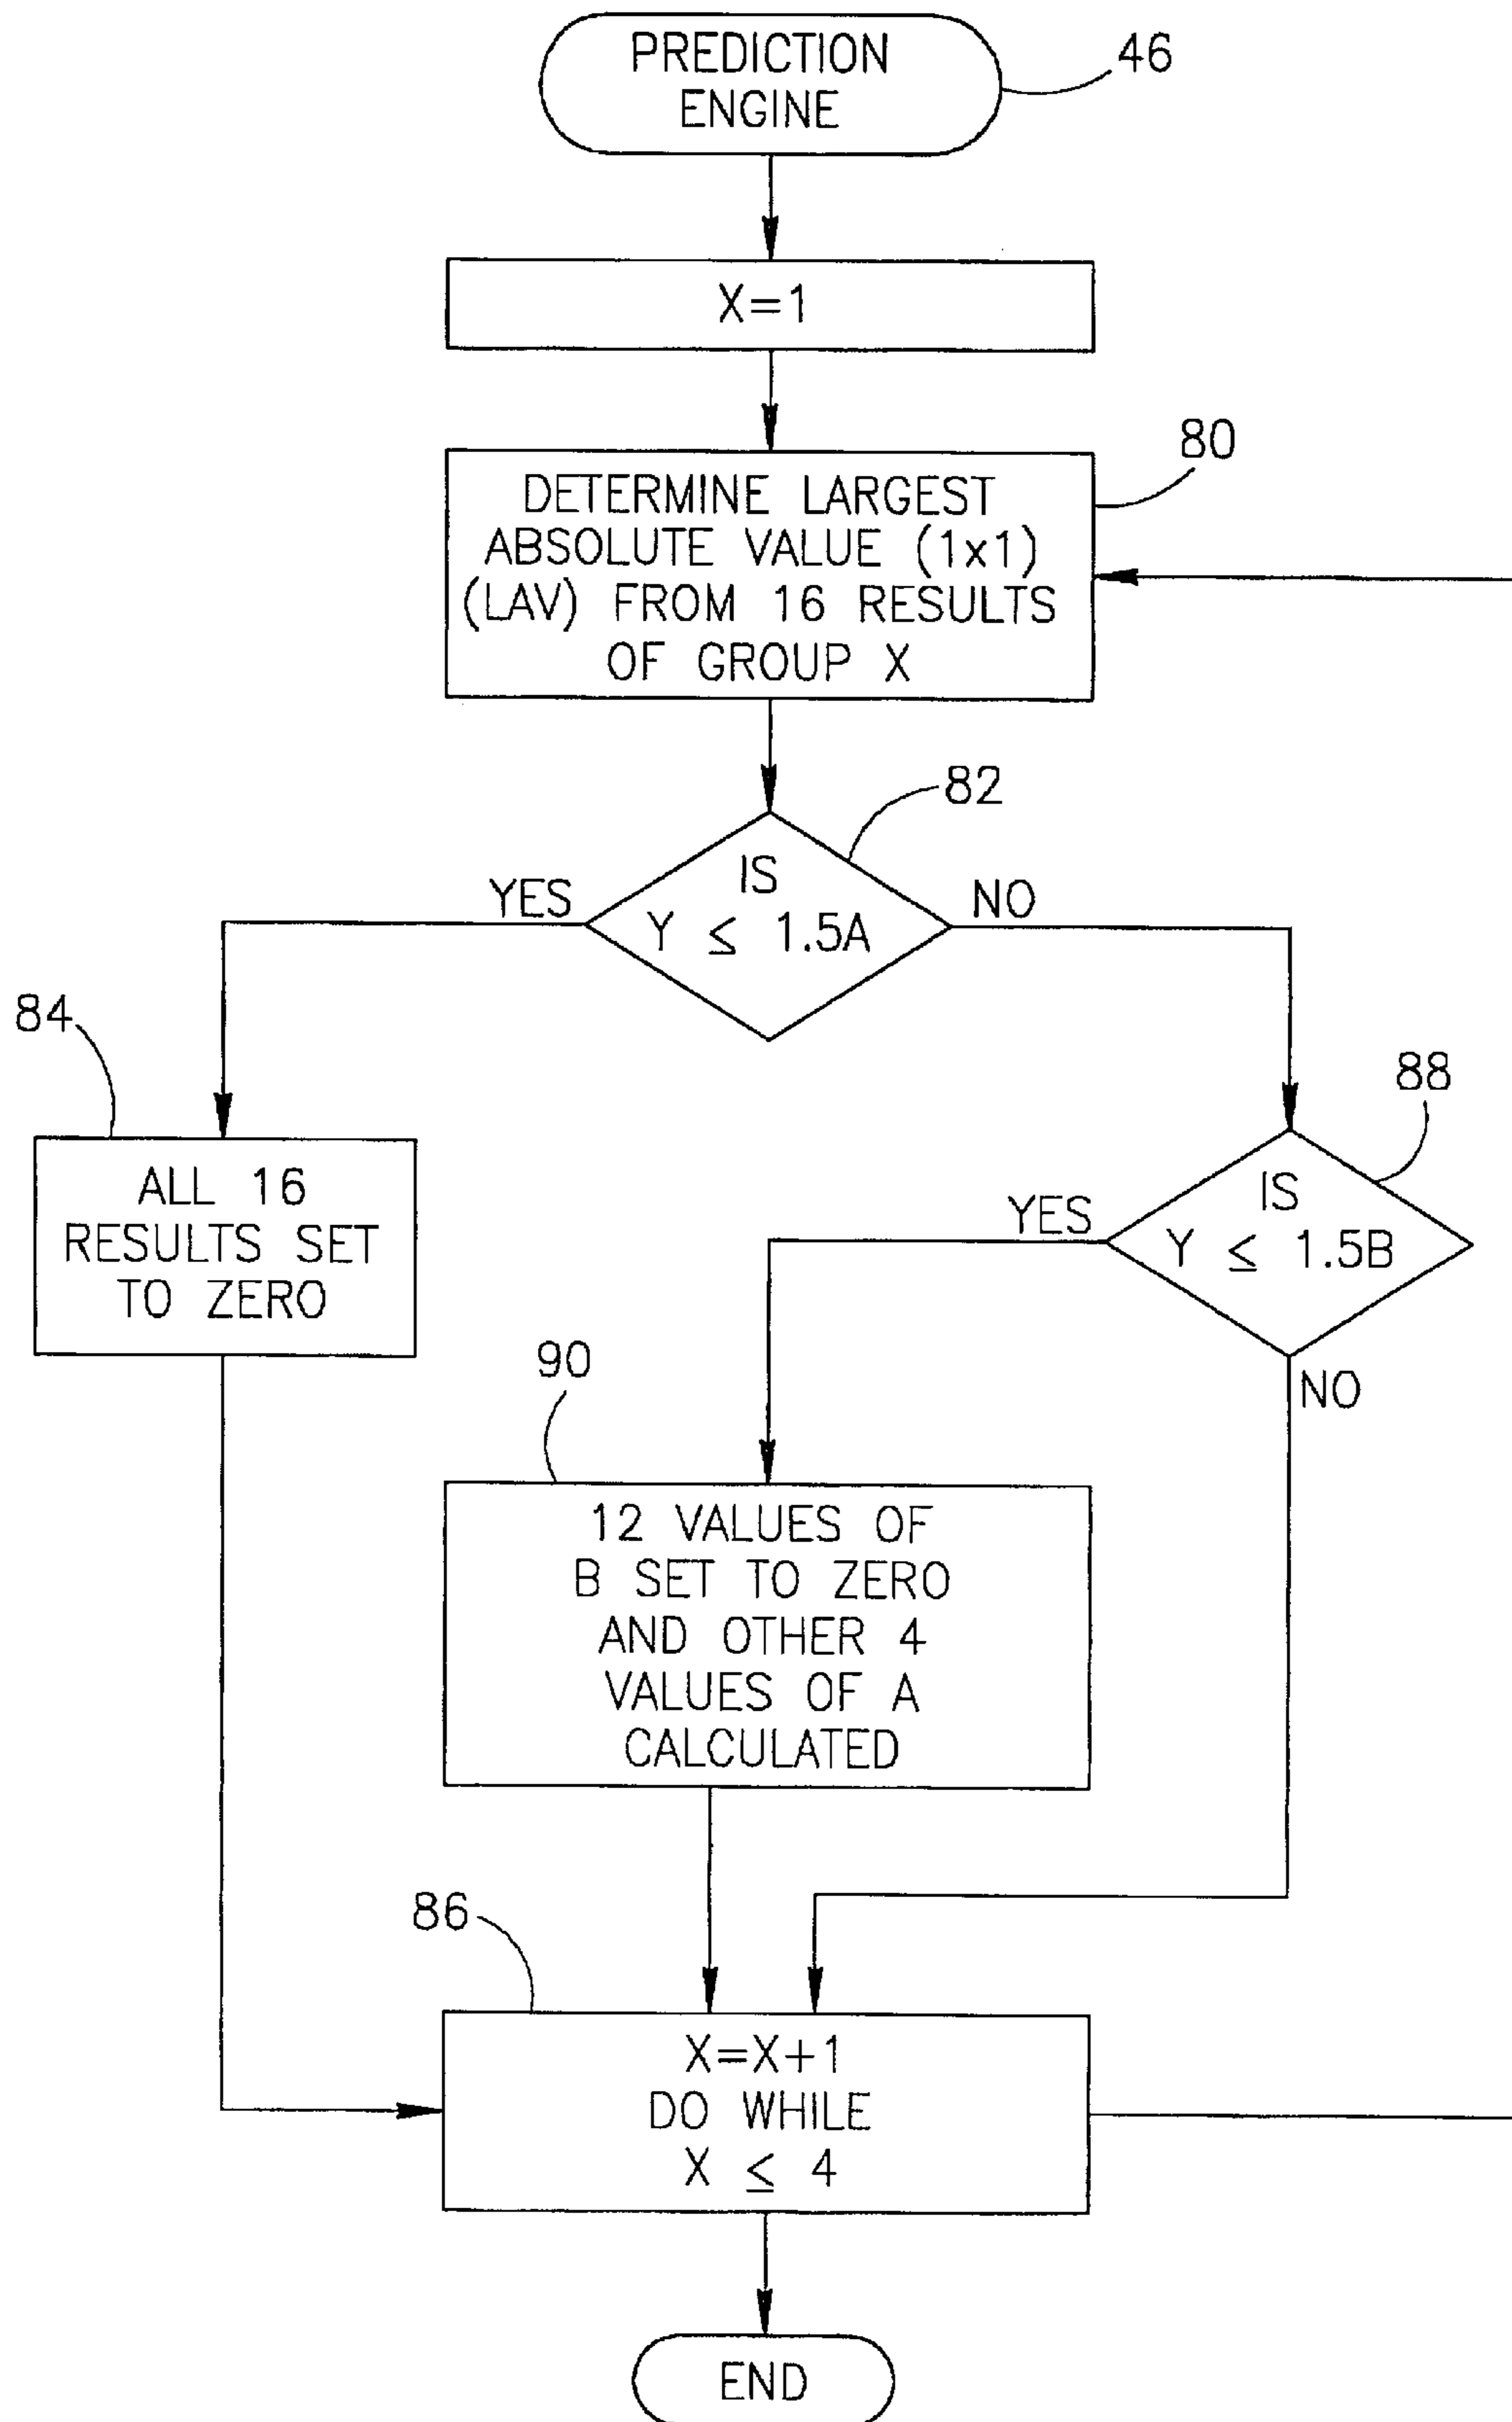 PREDICTION
ENGINE
46
X=1
80
DETERMINE LARGEST
ABSOLUTE VALUE (1x1)
(LAV) FROM 16 RESULTS
OF GROUP X
82
IS
Y ≤ 1.5A
YES
NO
84
ALL 16
RESULTS SET
TO ZERO
88
IS
Y ≤ 1.5B
YES
NO
90
12 VALUES OF
B SET TO ZERO
AND OTHER 4
VALUES OF A
CALCULATED
86
X=X+1
DO WHILE
X ≤ 4
END